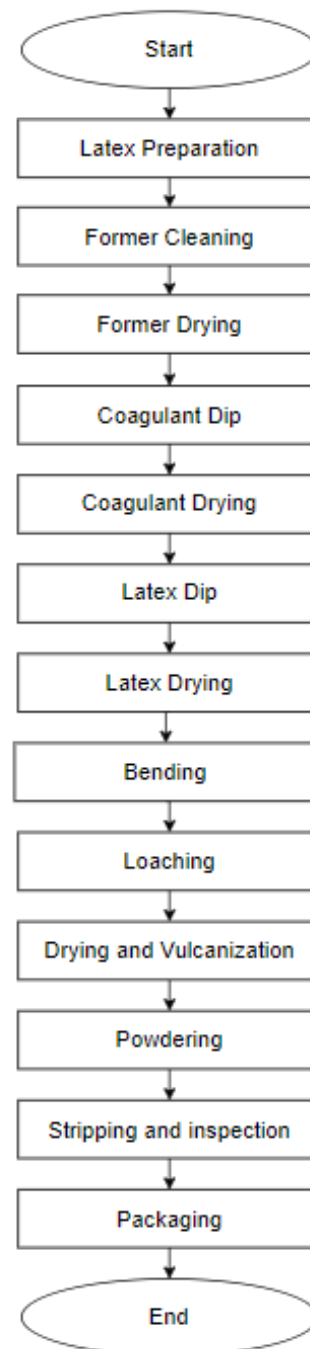 Start
Latex Preparation
Former Cleaning
Former Drying
Coagulant Dip
Coagulant Drying
Latex Dip
Latex Drying
Bending
Loaching
Drying and Vulcanization
Powdering
Stripping and inspection
Packaging
End